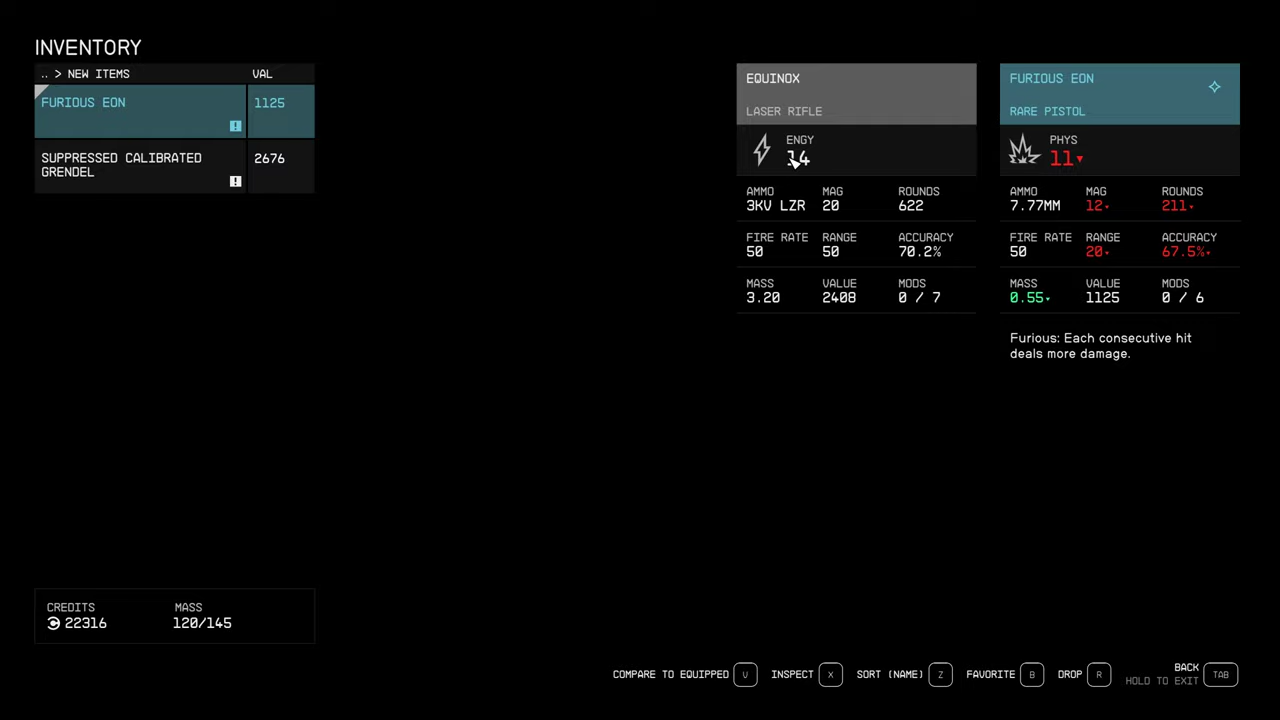 INVENTORY
.. > NEW ITEMS VAL
FURIOUS EON 1125
!
SUPPRESSED CALIBRATED
GRENDEL 2676
!
EQUINOX
LASER RIFLE
ENGY
14
AMMO MAG ROUNDS
3KV LZR 20 622
FIRE RATE RANGE ACCURACY
50 50 70.2%
MASS VALUE MODS
3.20 2408 0 / 7
FURIOUS EON
RARE PISTOL
PHYS
11
AMMO MAG ROUNDS
7.77MM 12 211
FIRE RATE RANGE ACCURACY
50 20 67.5%
MASS VALUE MODS
0.55 1125 0 / 6
Furious: Each consecutive hit
deals more damage.
CREDITS MASS
22316 120/145
COMPARE TO EQUIPPED V INSPECT X SORT (NAME) Z FAVORITE B DROP R BACK TAB
HOLD TO EXIT